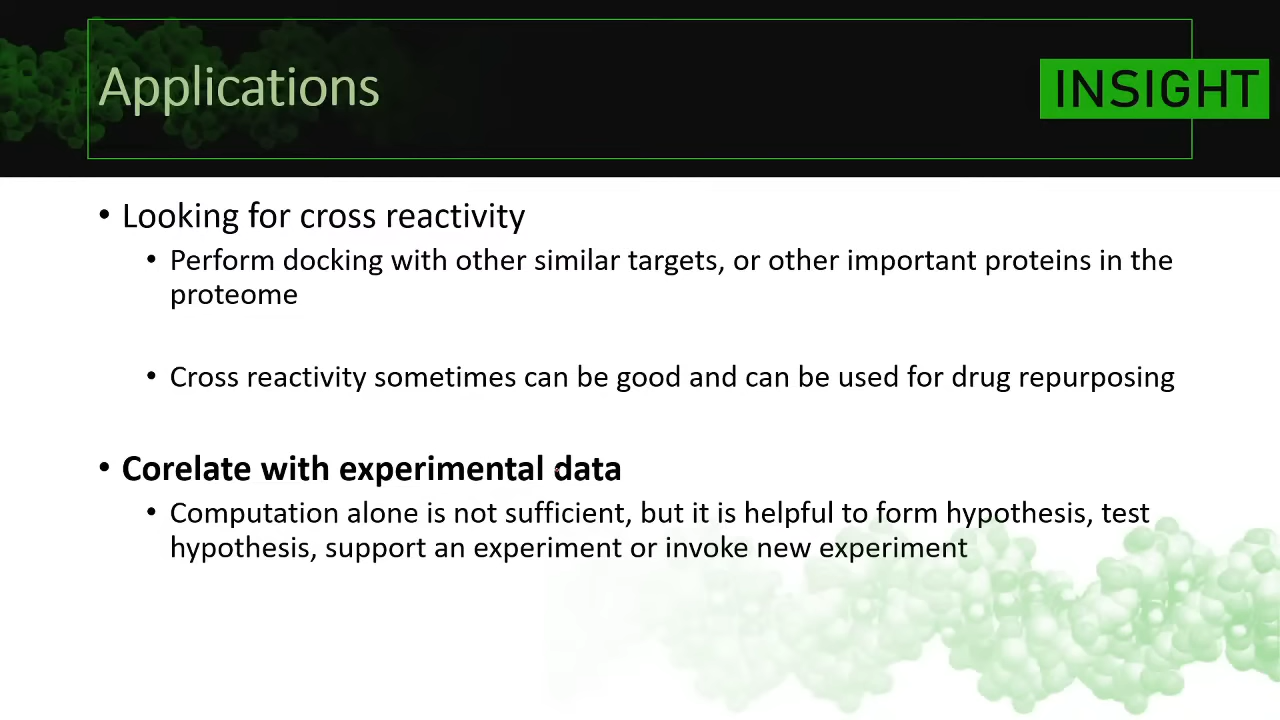 Applications
INSIGHT
• Looking for cross reactivity
• Perform docking with other similar targets, or other important proteins in the
proteome
• Cross reactivity sometimes can be good and can be used for drug repurposing
• Corelate with experimental data
• Computation alone is not sufficient, but it is helpful to form hypothesis, test
hypothesis, support an experiment or invoke new experiment